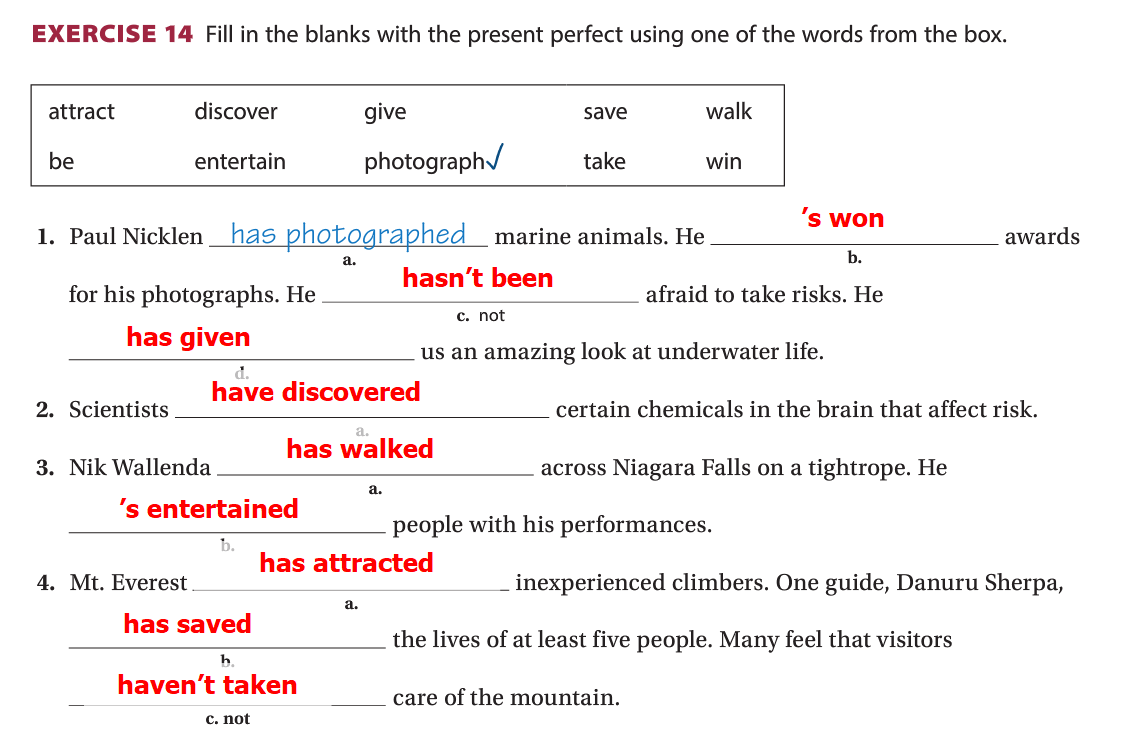 EXERCISE 14 Fill in the blanks with the present perfect using one of the words from the box.
attract discover give save walk
be entertain photograph✓ take win
’s won
1. Paul Nicklen has photographed marine animals. He awards
a. b.
hasn’t been
for his photographs. He afraid to take risks. He
c. not
has given
us an amazing look at underwater life.
d.
have discovered
2. Scientists certain chemicals in the brain that affect risk.
a.
has walked
3. Nik Wallenda across Niagara Falls on a tightrope. He
a.
’s entertained
people with his performances.
b.
has attracted
4. Mt. Everest inexperienced climbers. One guide, Danuru Sherpa,
a.
has saved
the lives of at least five people. Many feel that visitors
b.
haven’t taken
care of the mountain.
c. not